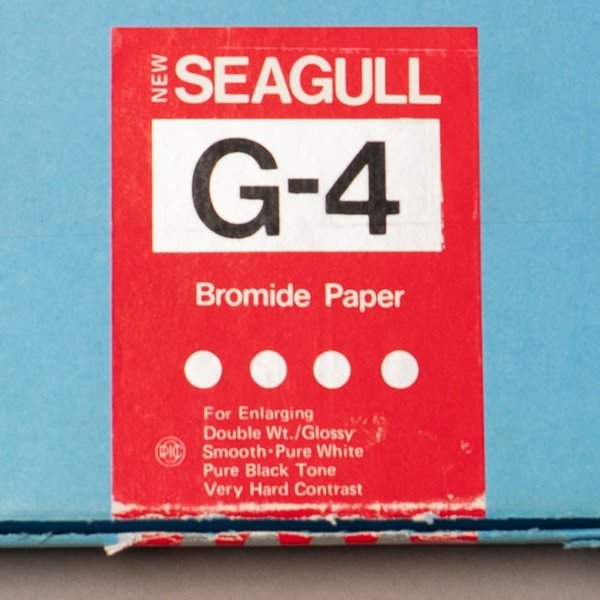 NEW SEAGULL
G-4
Bromide Paper
For Enlarging
Double Wt./Glossy
Smooth·Pure White
Pure Black Tone
Very Hard Contrast